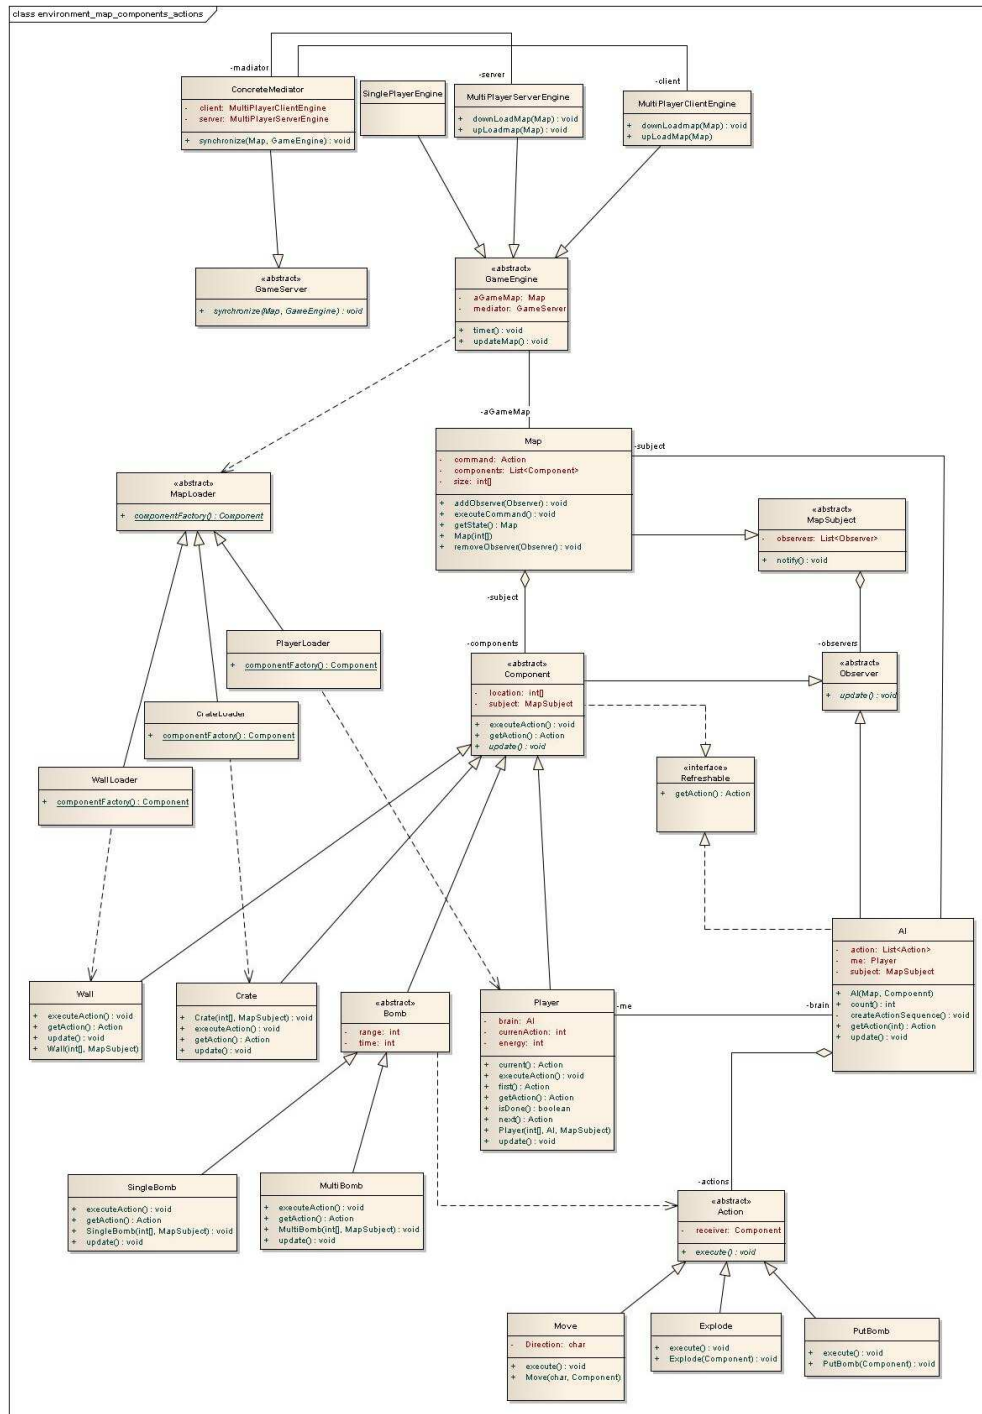 class environment_map_components_actions
-madiator
-server
-client
ConcreteMediator
- client: MultiPlayerClientEngine
- server: MultiPlayerServerEngine
+ synchronize(Map, GameEngine) : void
SinglePlayerEngine
MultiPlayerServerEngine
+ downLoadMap(Map) : void
+ upLoadmap(Map) : void
MultiPlayerClientEngine
+ downLoadmap(Map) : void
+ upLoadMap(Map)
«abstract»
GameServer
+ synchronize(Map, GameEngine) : void
«abstract»
GameEngine
- aGameMap: Map
- mediator: GameServer
+ timer() : void
+ updateMap() : void
-aGameMap
Map
- command: Action
- components: List<Component>
- size: int[]
+ addObserver(Observer) : void
+ executeCommand() : void
+ getState() : Map
+ Map(int[])
+ removeObserver(Observer) : void
-subject
«abstract»
MapLoader
+ componentFactory() : Component
«abstract»
MapSubject
- observers: List<Observer>
+ notify() : void
-subject
-components
-observers
PlayerLoader
+ componentFactory() : Component
CrateLoader
+ componentFactory() : Component
WallLoader
+ componentFactory() : Component
«abstract»
Component
- location: int[]
- subject: MapSubject
+ executeAction() : void
+ getAction() : Action
+ update() : void
«abstract»
Observer
+ update() : void
«interface»
Refreshable
+ getAction() : Action
AI
- action: List<Action>
- me: Player
- subject: MapSubject
+ AI(Map, Compoennt)
+ count() : int
- createActionSequence() : void
+ getAction(int) : Action
+ update() : void
Wall
+ executeAction() : void
+ getAction() : Action
+ update() : void
+ Wall(int[], MapSubject)
Crate
+ Crate(int[], MapSubject) : void
+ executeAction() : void
+ getAction() : Action
+ update() : void
«abstract»
Bomb
- range: int
- time: int
Player
- brain: AI
- currenAction: int
- energy: int
+ current() : Action
+ executeAction() : void
+ first() : Action
+ getAction() : Action
+ isDone() : boolean
+ next() : Action
+ Player(int[], AI, MapSubject)
+ update() : void
-me
-brain
SingleBomb
+ executeAction() : void
+ getAction() : Action
+ SingleBomb(int[], MapSubject) : void
+ update() : void
MultiBomb
+ executeAction() : void
+ getAction() : Action
+ MultiBomb(int[], MapSubject) : void
+ update() : void
-actions
«abstract»
Action
- receiver: Component
+ execute() : void
Move
- Direction: char
+ execute() : void
+ Move(char, Component)
Explode
+ execute() : void
+ Explode(Component) : void
PutBomb
+ execute() : void
+ PutBomb(Component) : void